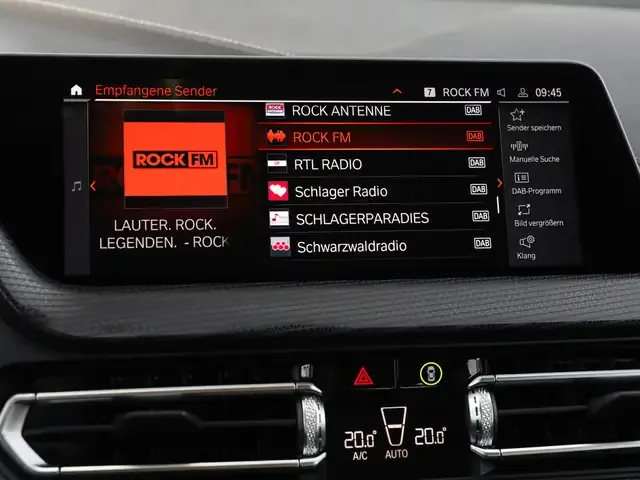 Empfangene Sender
7 ROCK FM 09:45
ROCK FM
LAUTER. ROCK.
LEGENDEN. - ROCK
ROCK ANTENNE DAB
ROCK FM DAB
RTL RADIO DAB
Schlager Radio DAB
SCHLAGERPARADIES DAB
Schwarzwaldradio DAB
Sender speichern
Manuelle Suche
DAB-Programm
Bild vergrößern
Klang
20.0°
A/C
AUTO
20.0°